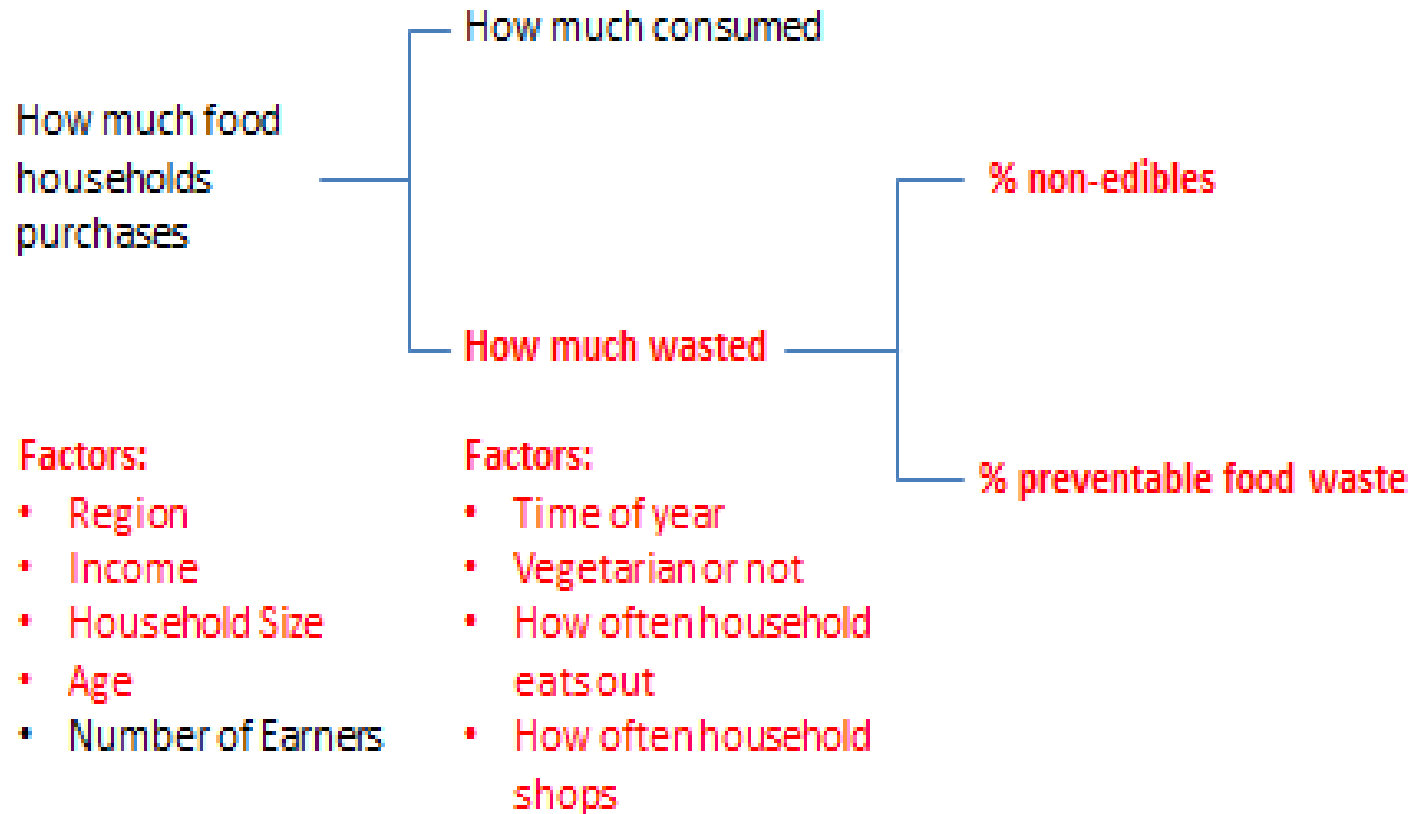 How much consumed
How much food
households
purchases
% non-edibles
How much wasted
% preventable food waste
Factors:
• Region
• Income
• Household Size
• Age
• Number of Earners
Factors:
• Time of year
• Vegetarian or not
• How often household
eats out
• How often household
shops